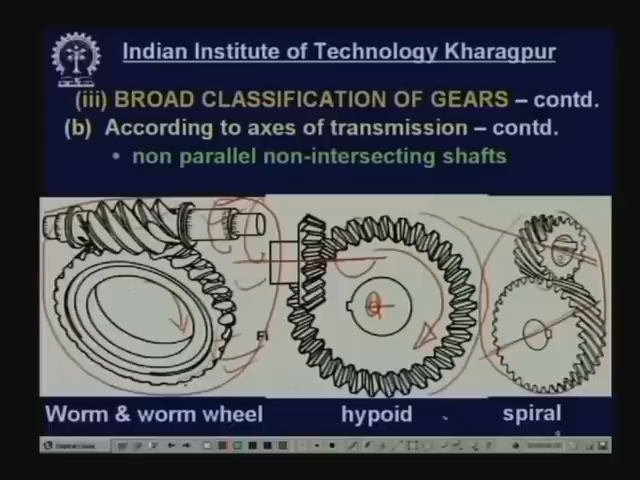 Indian Institute of Technology Kharagpur
(iii) BROAD CLASSIFICATION OF GEARS – contd.
(b) According to axes of transmission – contd.
• non parallel non-intersecting shafts
Worm & worm wheel hypoid spiral